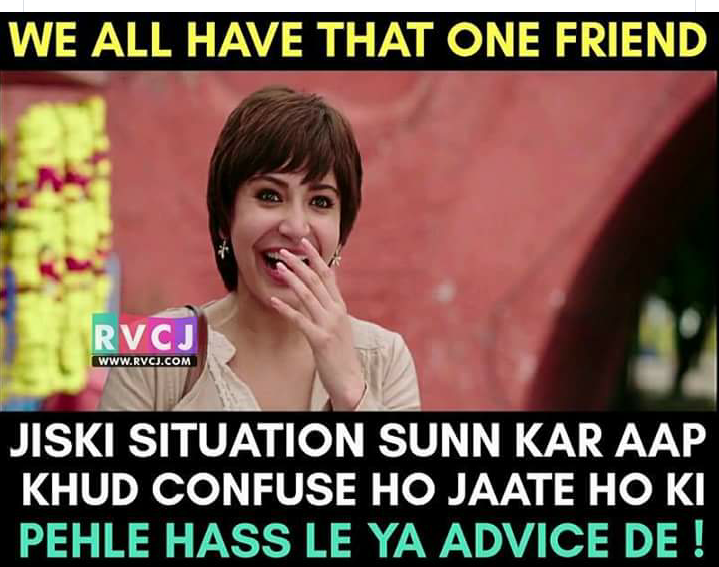 WE ALL HAVE THAT ONE FRIEND
RVCJ
WWW.RVCJ.COM
JISKI SITUATION SUNN KAR AAP
KHUD CONFUSE HO JAATE HO KI
PEHLE HASS LE YA ADVICE DE !